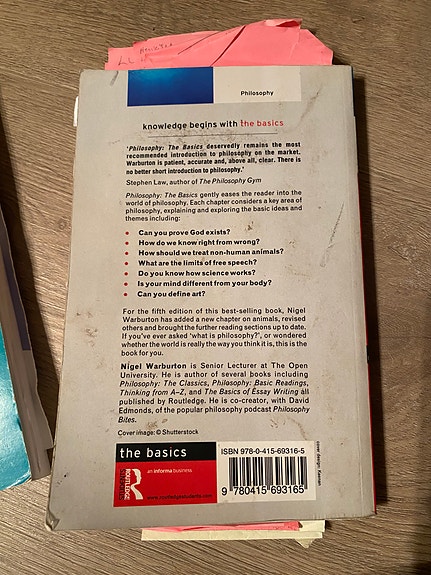 Philosophy
knowledge begins with the basics
'Philosophy: The Basics deservedly remains the most
recommended introduction to philosophy on the market.
Warburton is patient, accurate and, above all, clear. There is
no better short introduction to philosophy.'
Stephen Law, author of The Philosophy Gym
Philosophy: The Basics gently eases the reader into the
world of philosophy. Each chapter considers a key area of
philosophy, explaining and exploring the basic ideas and
themes including:
• Can you prove God exists?
• How do we know right from wrong?
• How should we treat non-human animals?
• What are the limits of free speech?
• Do you know how science works?
• Is your mind different from your body?
• Can you define art?
For the fifth edition of this best-selling book, Nigel
Warburton has added a new chapter on animals, revised
others and brought the further reading sections up to date.
If you've ever asked 'what is philosophy?', or wondered
whether the world is really the way you think it is, this is
the book for you.
Nigel Warburton is Senior Lecturer at The Open
University. He is author of several books including
Philosophy: The Classics, Philosophy: Basic Readings,
Thinking from A–Z, and The Basics of Essay Writing all
published by Routledge. He is co-creator, with David
Edmonds, of the popular philosophy podcast Philosophy
Bites.
Cover image: © Shutterstock
the basics
ROUTLEDGE
an informa business
www.routledgestudents.com
ISBN 978-0-415-69316-5
9 780415 693165
cover design: Keenan